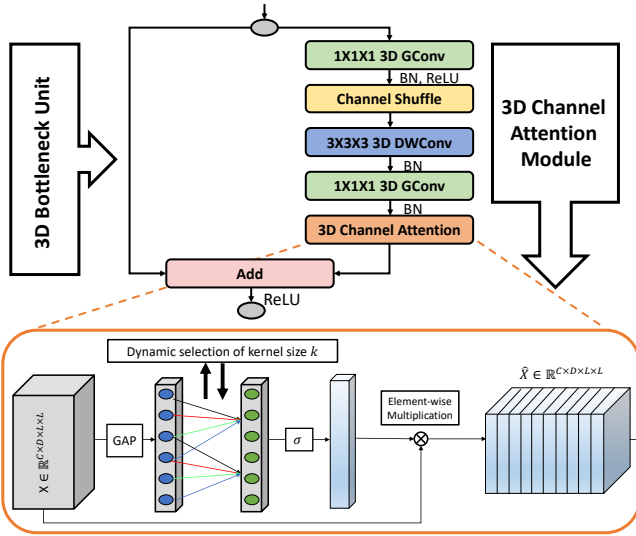 3D Bottleneck Unit
1X1X1 3D GConv
BN, ReLU
Channel Shuffle
3X3X3 3D DWConv
BN
1X1X1 3D GConv
BN
3D Channel Attention
Add
ReLU
3D Channel
Attention
Module
Dynamic selection of kernel size k
X ∈ ℝ^{C×D×L×L}
GAP
σ
Element-wise
Multiplication
X̂ ∈ ℝ^{C×D×L×L}